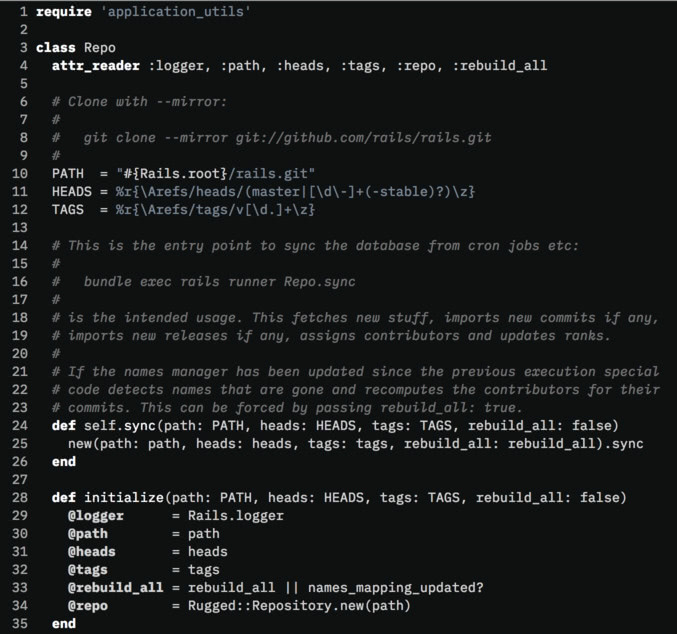 1 require 'application_utils'
2
3 class Repo
4   attr_reader :logger, :path, :heads, :tags, :repo, :rebuild_all
5
6   # Clone with --mirror:
7   #
8   #   git clone --mirror git://github.com/rails/rails.git
9   #
10   PATH  = "#{Rails.root}/rails.git"
11   HEADS = %r{\Arefs/heads/(master|[\d\-]+(-stable)?)\z}
12   TAGS  = %r{\Arefs/tags/v[\d.]+\z}
13
14   # This is the entry point to sync the database from cron jobs etc:
15   #
16   #   bundle exec rails runner Repo.sync
17   #
18   # is the intended usage. This fetches new stuff, imports new commits if any,
19   # imports new releases if any, assigns contributors and updates ranks.
20   #
21   # If the names manager has been updated since the previous execution special
22   # code detects names that are gone and recomputes the contributors for their
23   # commits. This can be forced by passing rebuild_all: true.
24   def self.sync(path: PATH, heads: HEADS, tags: TAGS, rebuild_all: false)
25     new(path: path, heads: heads, tags: tags, rebuild_all: rebuild_all).sync
26   end
27
28   def initialize(path: PATH, heads: HEADS, tags: TAGS, rebuild_all: false)
29     @logger      = Rails.logger
30     @path        = path
31     @heads       = heads
32     @tags        = tags
33     @rebuild_all = rebuild_all || names_mapping_updated?
34     @repo        = Rugged::Repository.new(path)
35   end